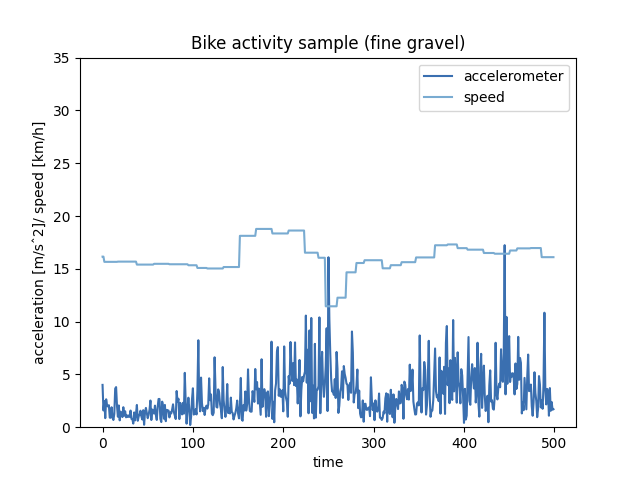 Bike activity sample (fine gravel)
accelerometer
speed
acceleration [m/s^2]/ speed [km/h]
35
30
25
20
15
10
5
0
0 100 200 300 400 500
time